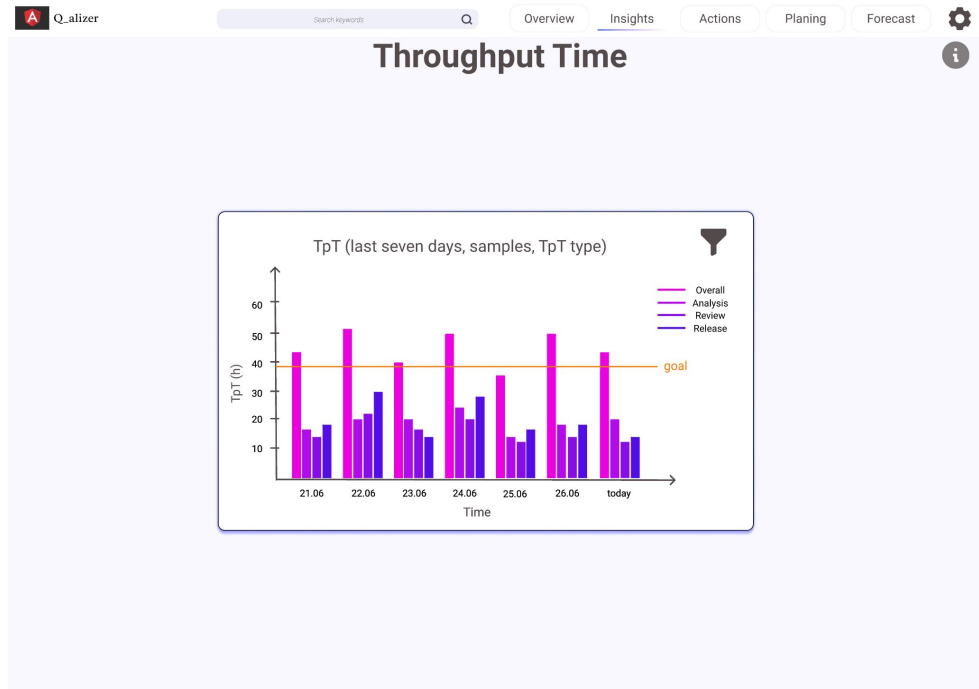 Q_alizer
Search keywords
Overview
Insights
Actions
Planing
Forecast
Throughput Time
TpT (last seven days, samples, TpT type)
Overall
Analysis
Review
Release
goal
TpT (h)
60
50
40
30
20
10
21.06 22.06 23.06 24.06 25.06 26.06 today
Time